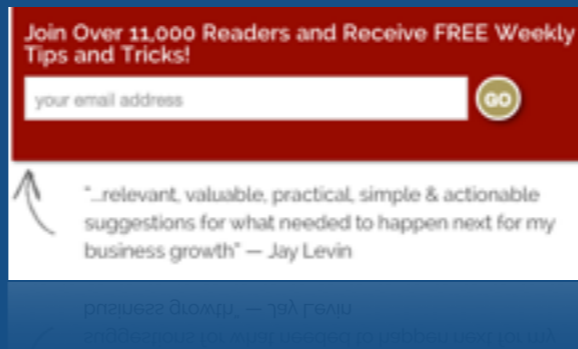 Join Over 11,000 Readers and Receive FREE Weekly
Tips and Tricks!
your email address
GO
"...relevant, valuable, practical, simple & actionable
suggestions for what needed to happen next for my
business growth" — Jay Levin